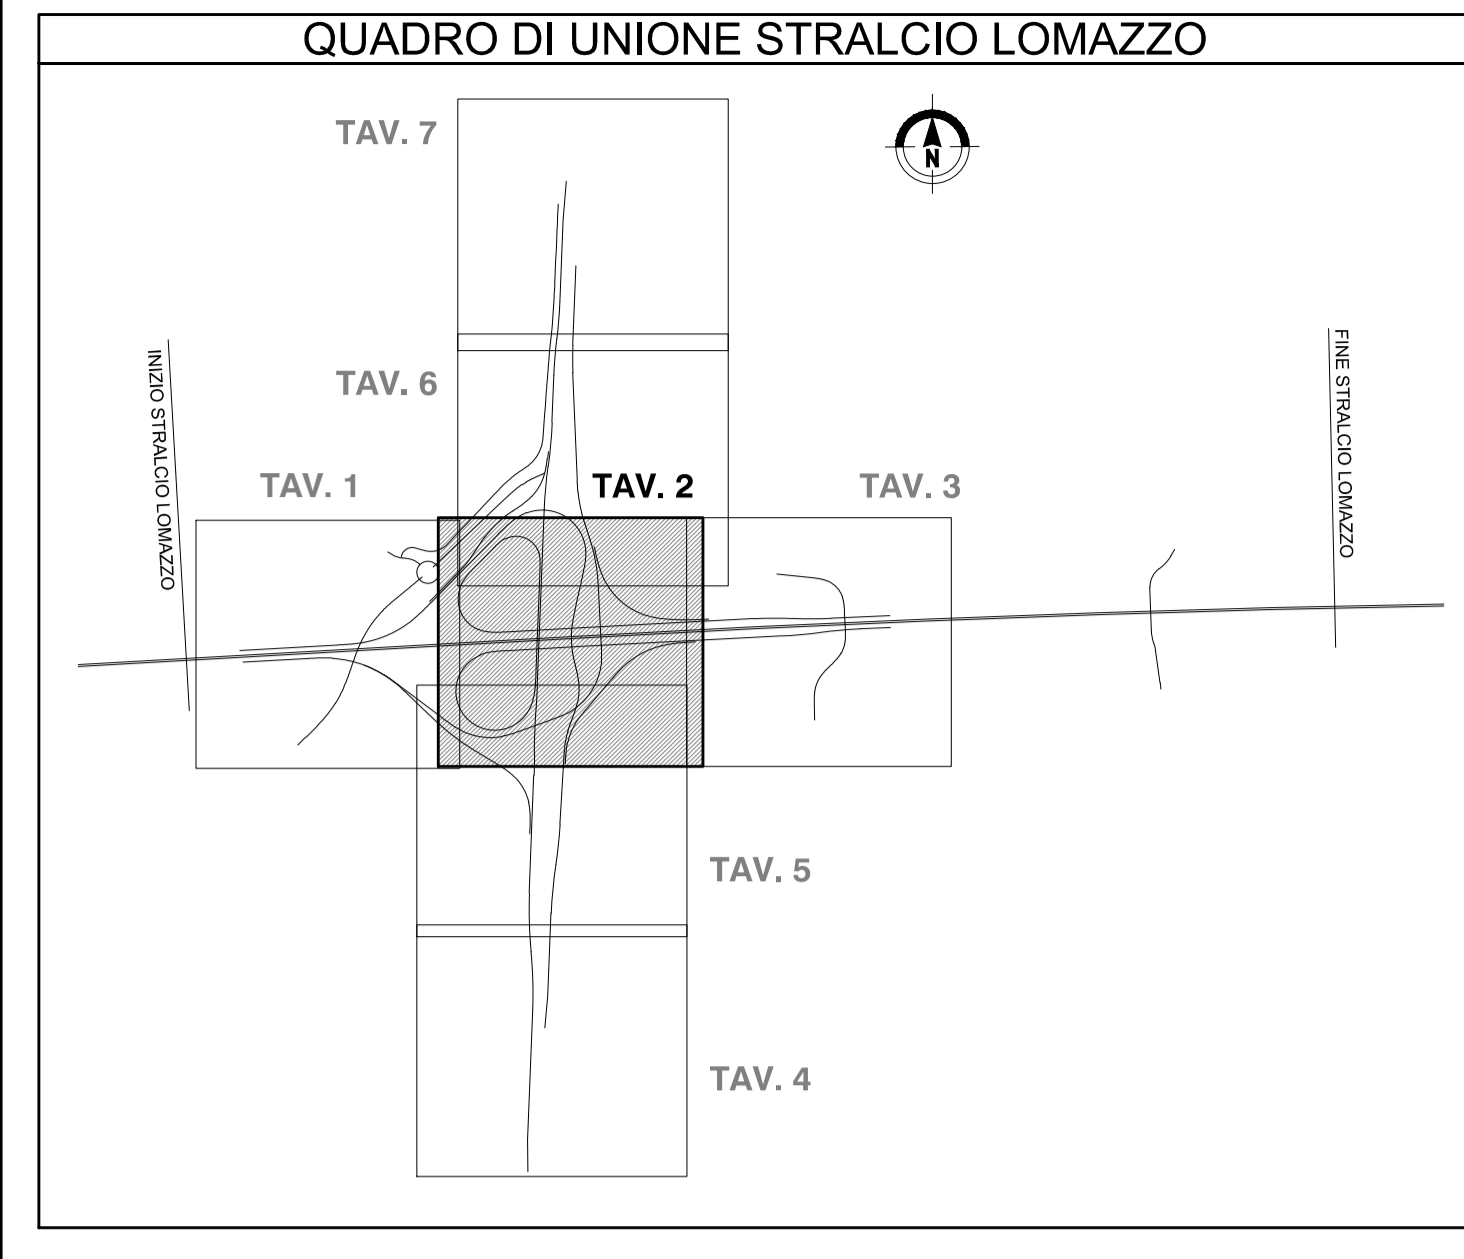 QUADRO DI UNIONE STRALCIO LOMAZZO
TAV. 7
N
TAV. 6
INIZIO STRALCIO LOMAZZO
FINE STRALCIO LOMAZZO
TAV. 1
TAV. 2
TAV. 3
TAV. 5
TAV. 4